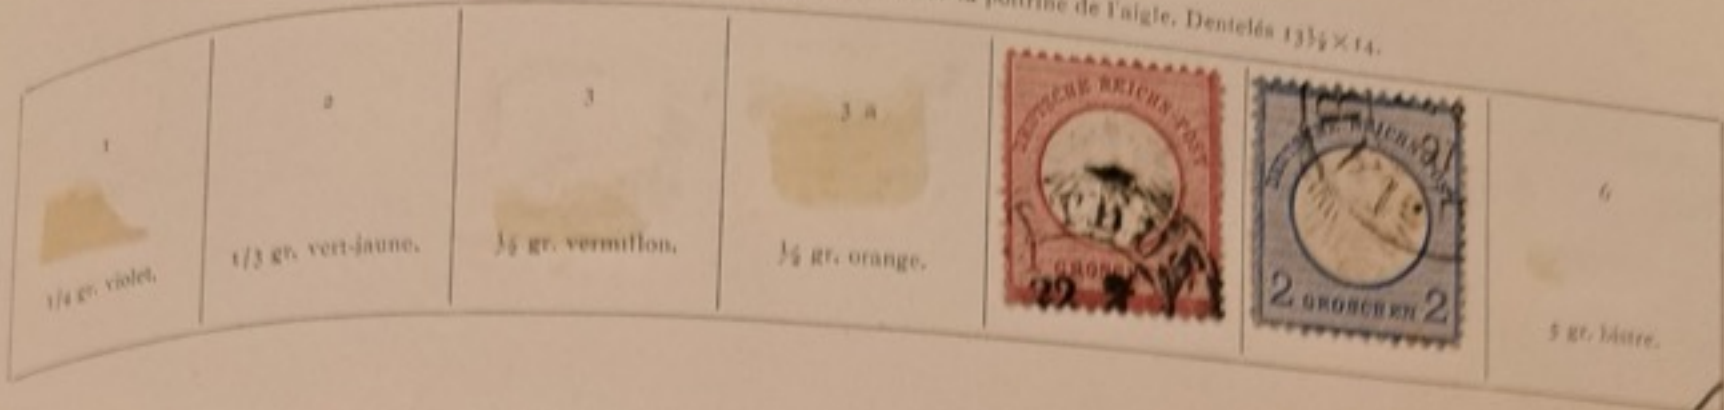 de l'aigle. Dentelés 13½×14.
1
2
3
3 a
6
1/4 gr. violet.
1/3 gr. vert-jaune.
½ gr. vermillon.
½ gr. orange.
5 gr. bistre.
DEUTSCHE REICHS-POST
GROSCHEN
22
2 GROSCHEN 2